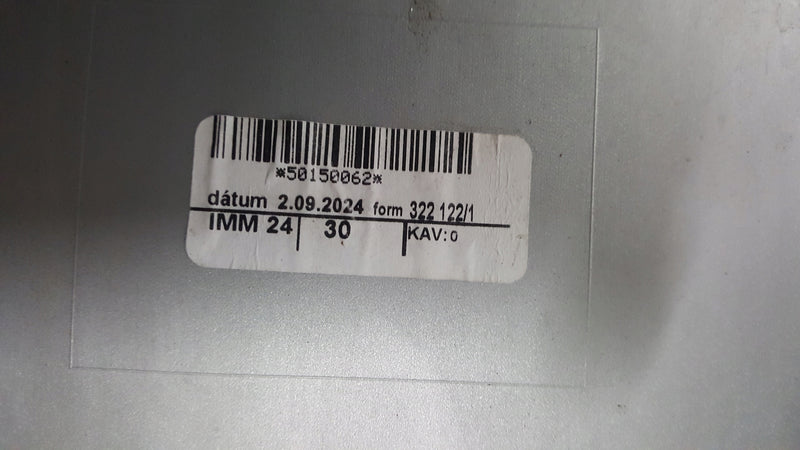 *50150062*
dátum 2.09.2024 form 322 122/1
IMM 24 30 KAV: 0